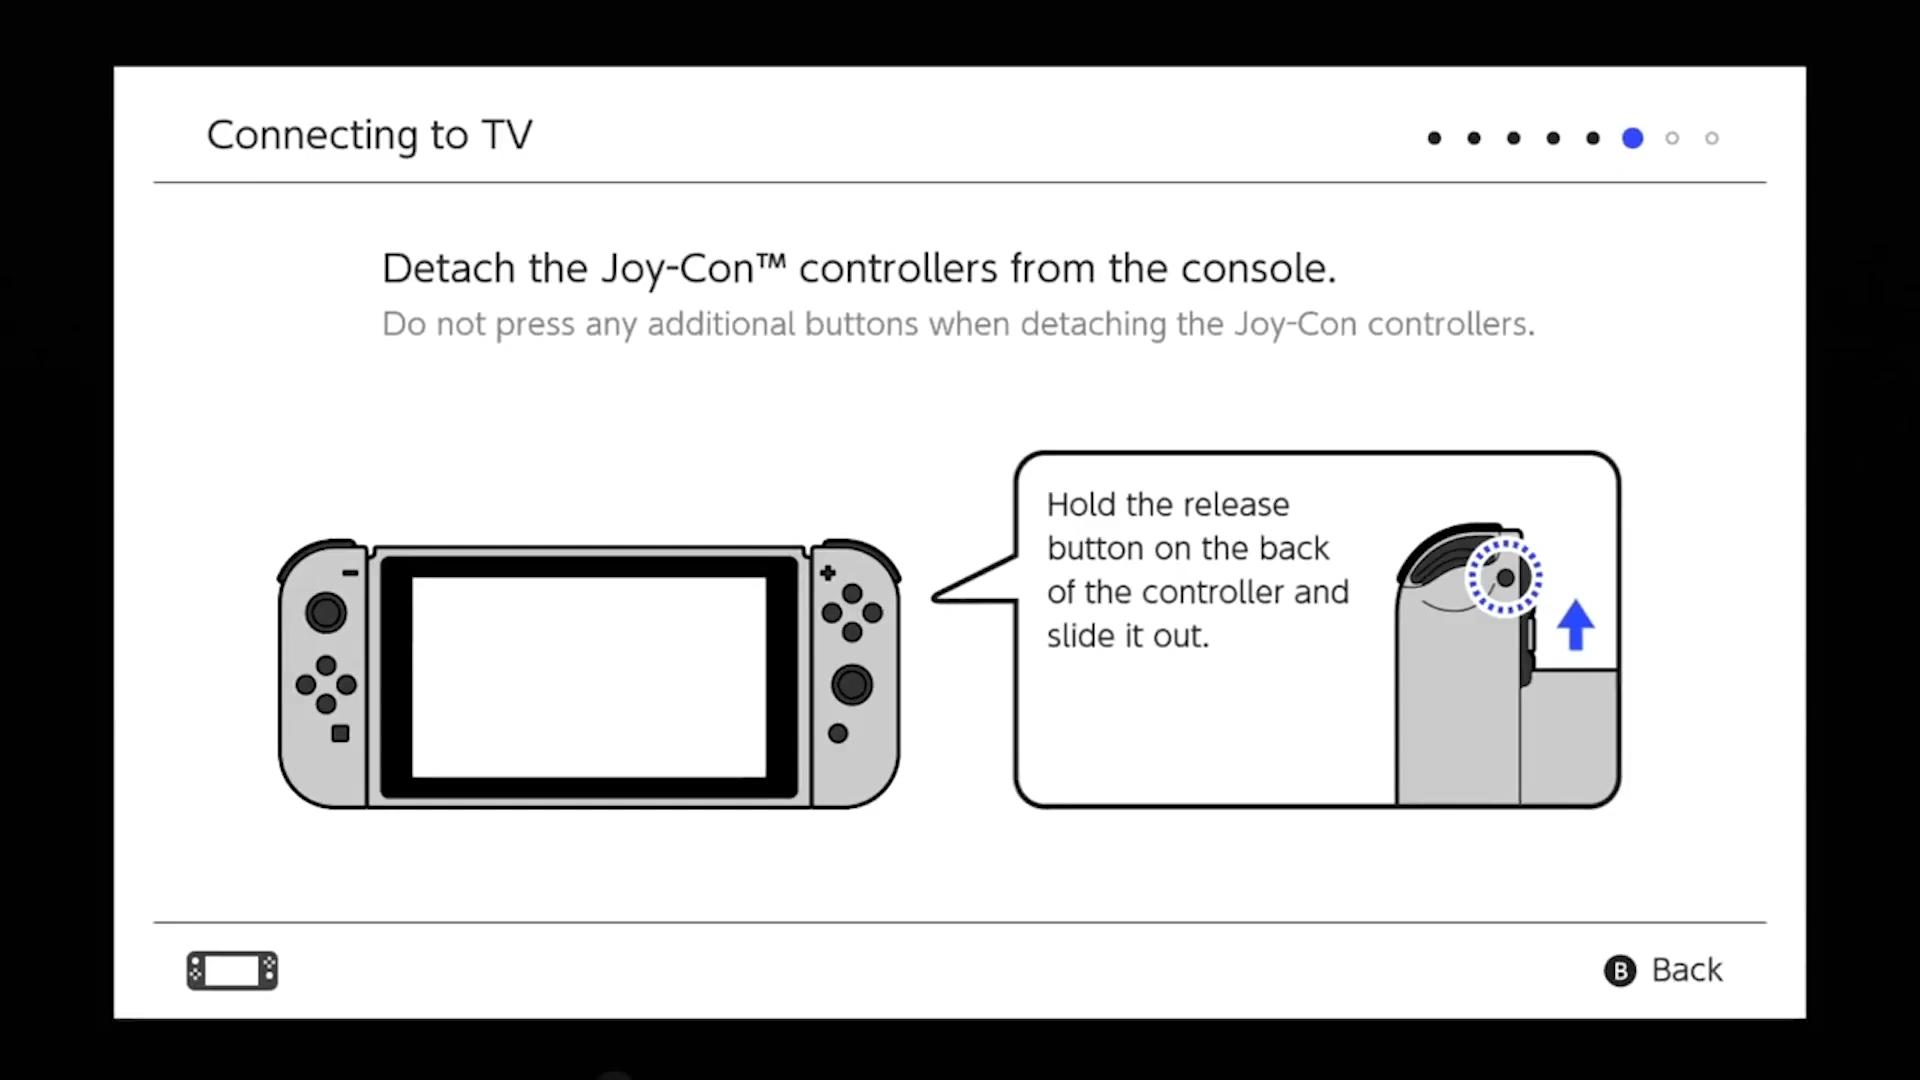 Connecting to TV
Detach the Joy-Con™ controllers from the console.
Do not press any additional buttons when detaching the Joy-Con controllers.
Hold the release
button on the back
of the controller and
slide it out.
B Back